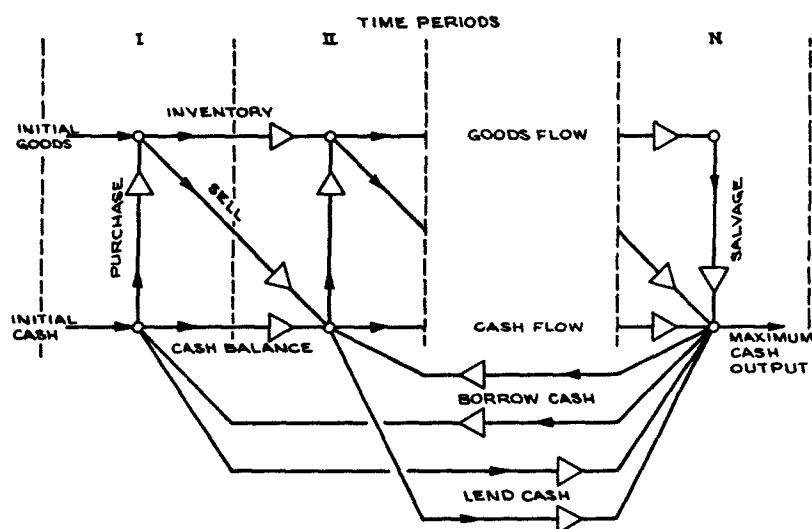 TIME PERIODS
I
II
N
INITIAL
GOODS
INVENTORY
GOODS FLOW
PURCHASE
SELL
SALVAGE
INITIAL
CASH
CASH BALANCE
CASH FLOW
MAXIMUM
CASH
OUTPUT
BORROW CASH
LEND CASH